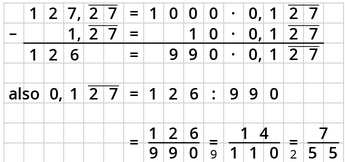 127,2̅7̅ = 1000 · 0,12̅7̅
- 1,2̅7̅ = 10 · 0,12̅7̅
126 = 990 · 0,12̅7̅
also 0,12̅7̅ = 126 : 990
= 126/990 =₉ 14/110 =₂ 7/55